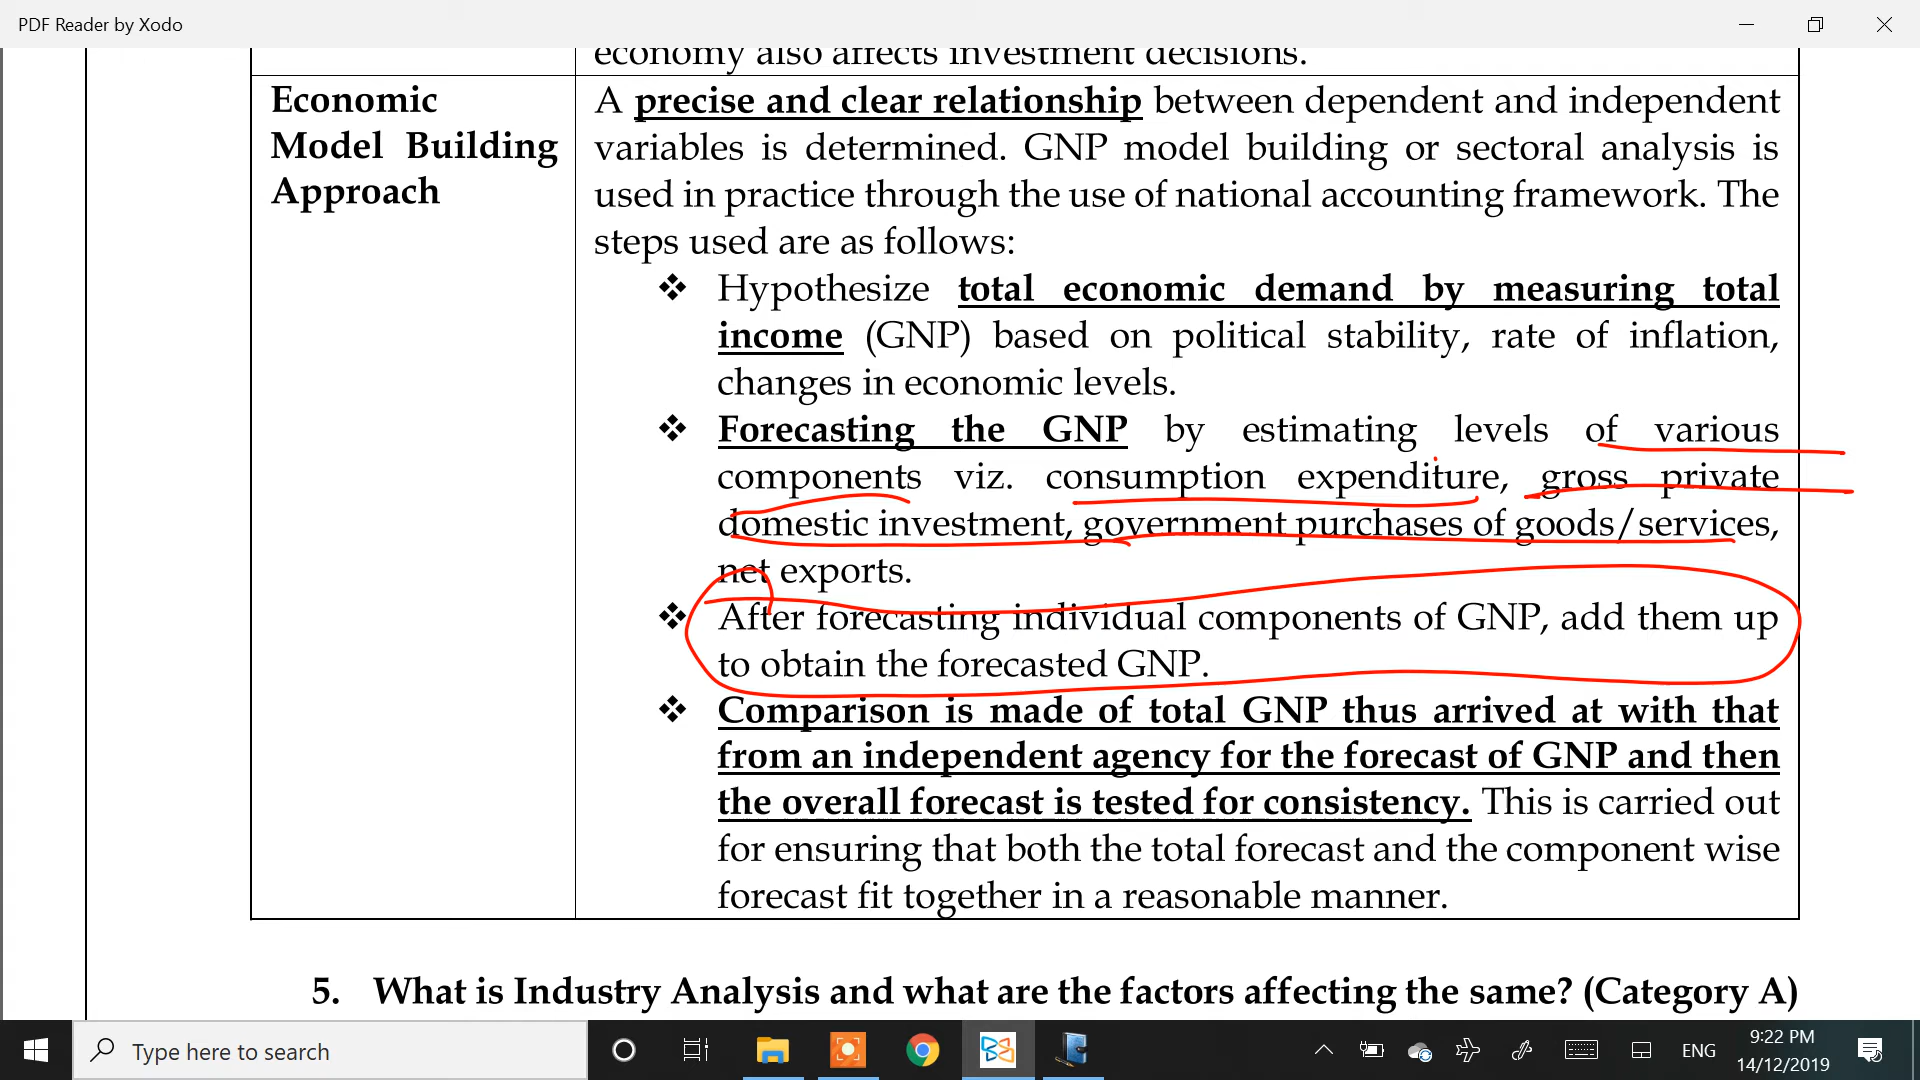 PDF Reader by Xodo
economy also affects investment decisions.
Economic
Model Building
Approach
A precise and clear relationship between dependent and independent
variables is determined. GNP model building or sectoral analysis is
used in practice through the use of national accounting framework. The
steps used are as follows:
❖ Hypothesize total economic demand by measuring total
income (GNP) based on political stability, rate of inflation,
changes in economic levels.
❖ Forecasting the GNP by estimating levels of various
components viz. consumption expenditure, gross private
domestic investment, government purchases of goods/services,
net exports.
❖ After forecasting individual components of GNP, add them up
to obtain the forecasted GNP.
❖ Comparison is made of total GNP thus arrived at with that
from an independent agency for the forecast of GNP and then
the overall forecast is tested for consistency. This is carried out
for ensuring that both the total forecast and the component wise
forecast fit together in a reasonable manner.
5. What is Industry Analysis and what are the factors affecting the same? (Category A)
Type here to search
ENG
9:22 PM
14/12/2019